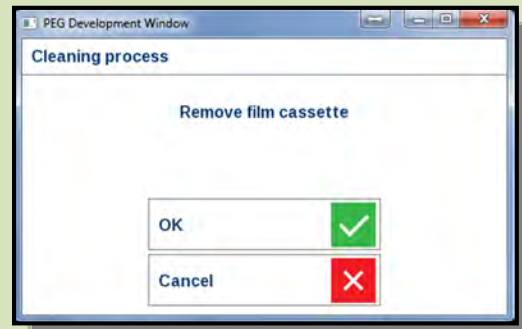 PEG Development Window
Cleaning process
Remove film cassette
OK
Cancel